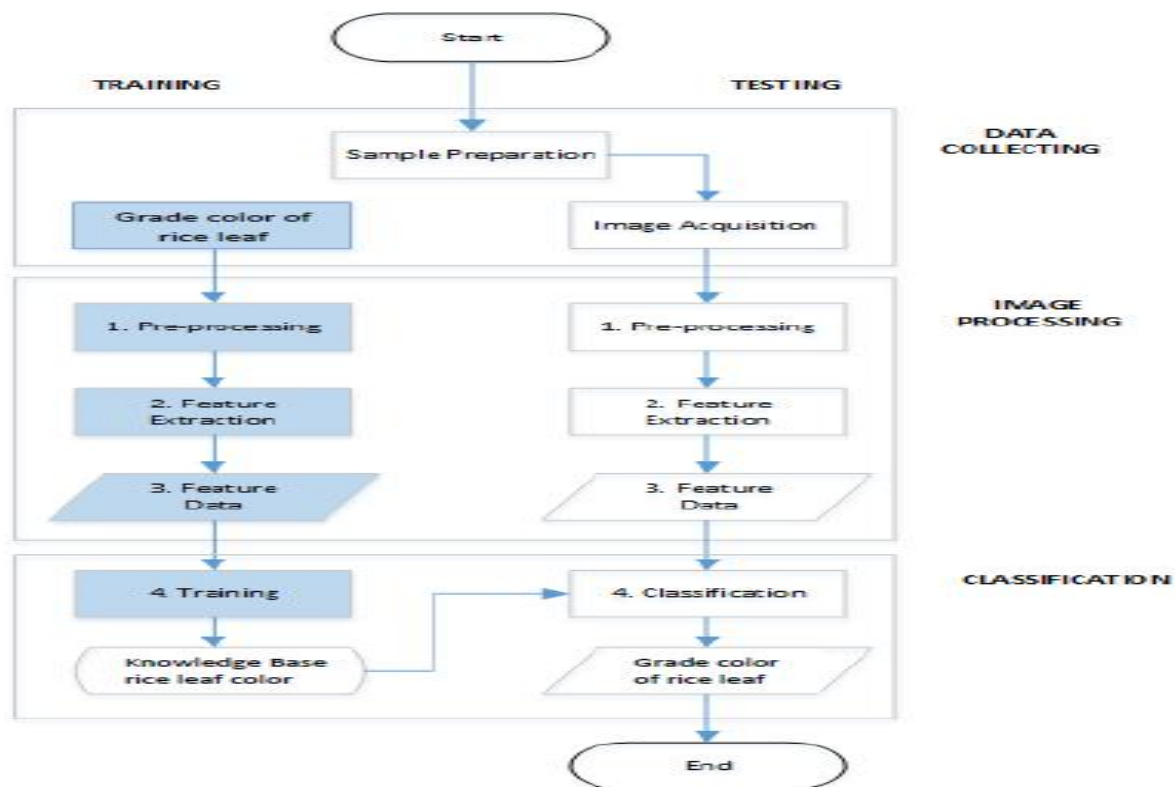 Start
TRAINING
TESTING
DATA
COLLECTING
Sample Preparation
Grade color of
rice leaf
Image Acquisition
IMAGE
PROCESSING
1. Pre-processing
1. Pre-processing
2. Feature
Extraction
2. Feature
Extraction
3. Feature
Data
3. Feature
Data
CLASSIFICATION
4. Training
4. Classification
Knowledge Base
rice leaf color
Grade color
of rice leaf
End